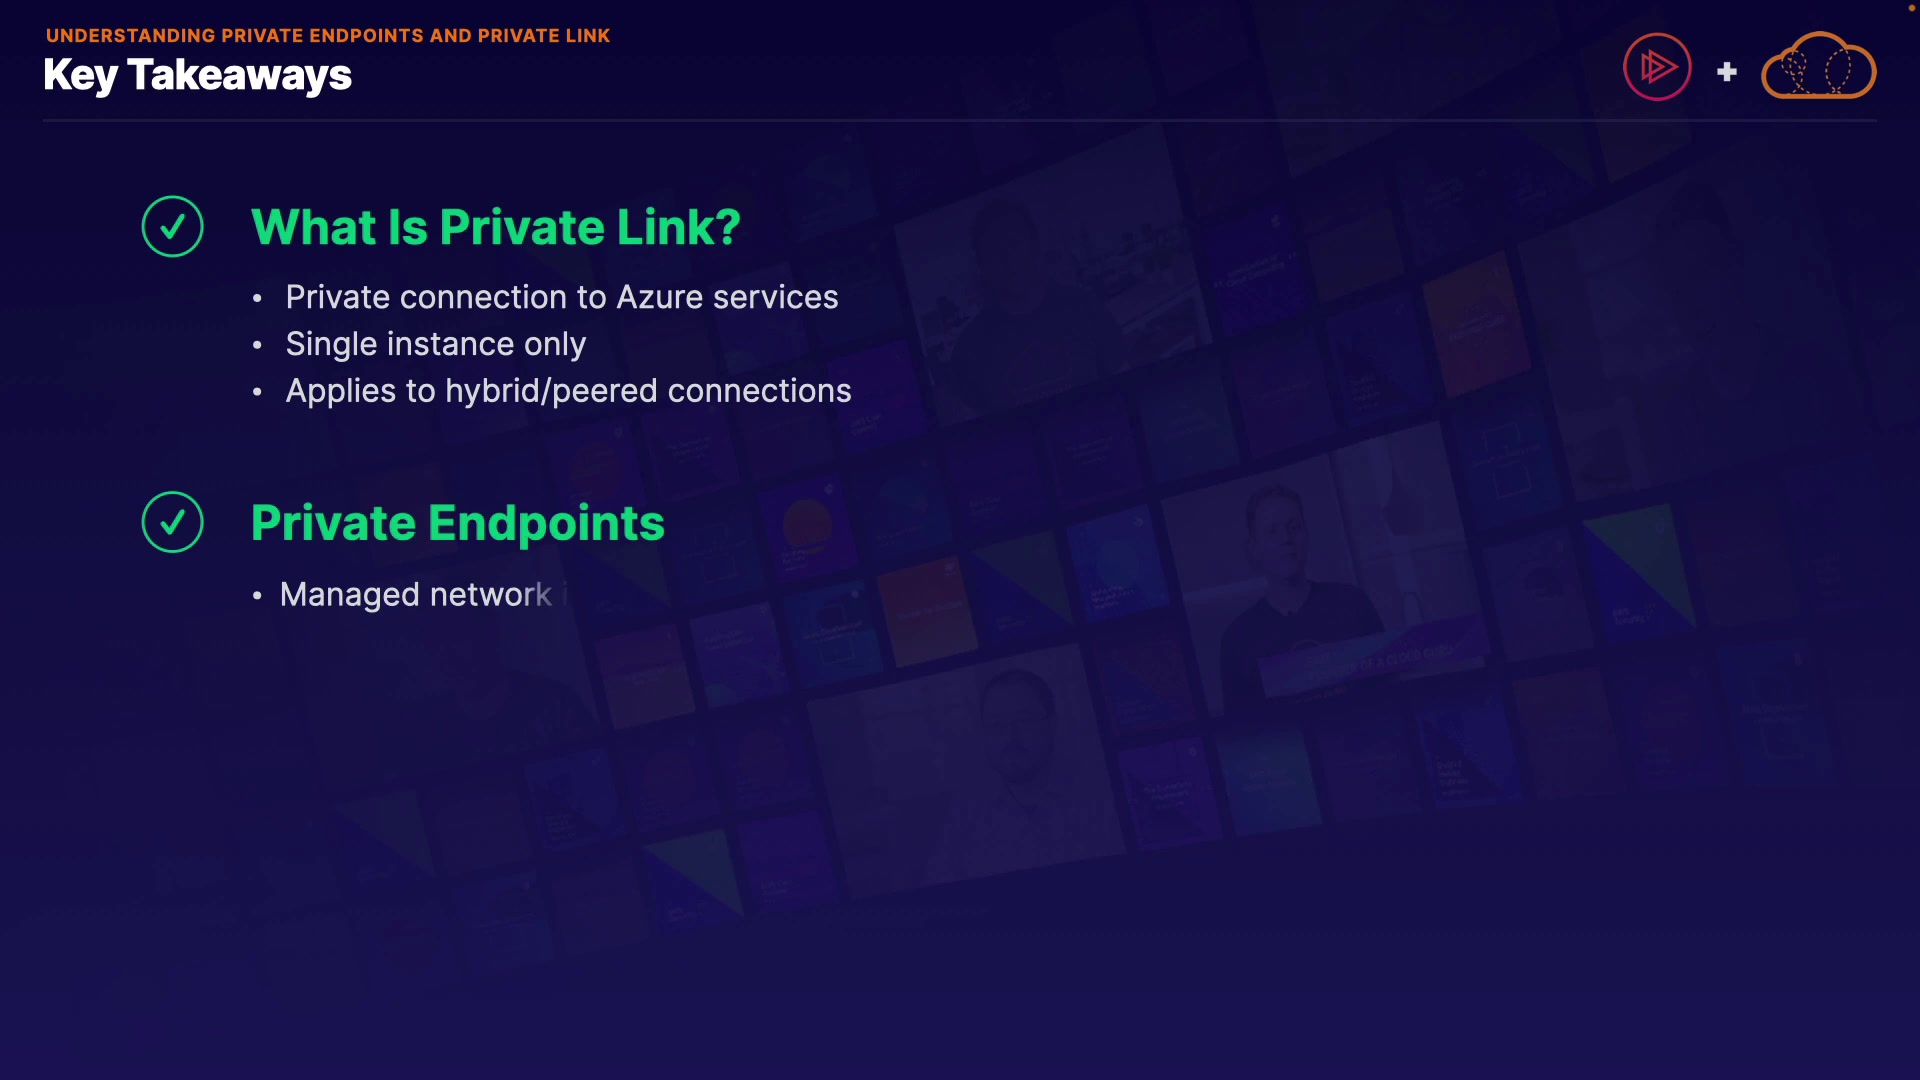 UNDERSTANDING PRIVATE ENDPOINTS AND PRIVATE LINK
Key Takeaways
What Is Private Link?
• Private connection to Azure services
• Single instance only
• Applies to hybrid/peered connections
Private Endpoints
• Managed network